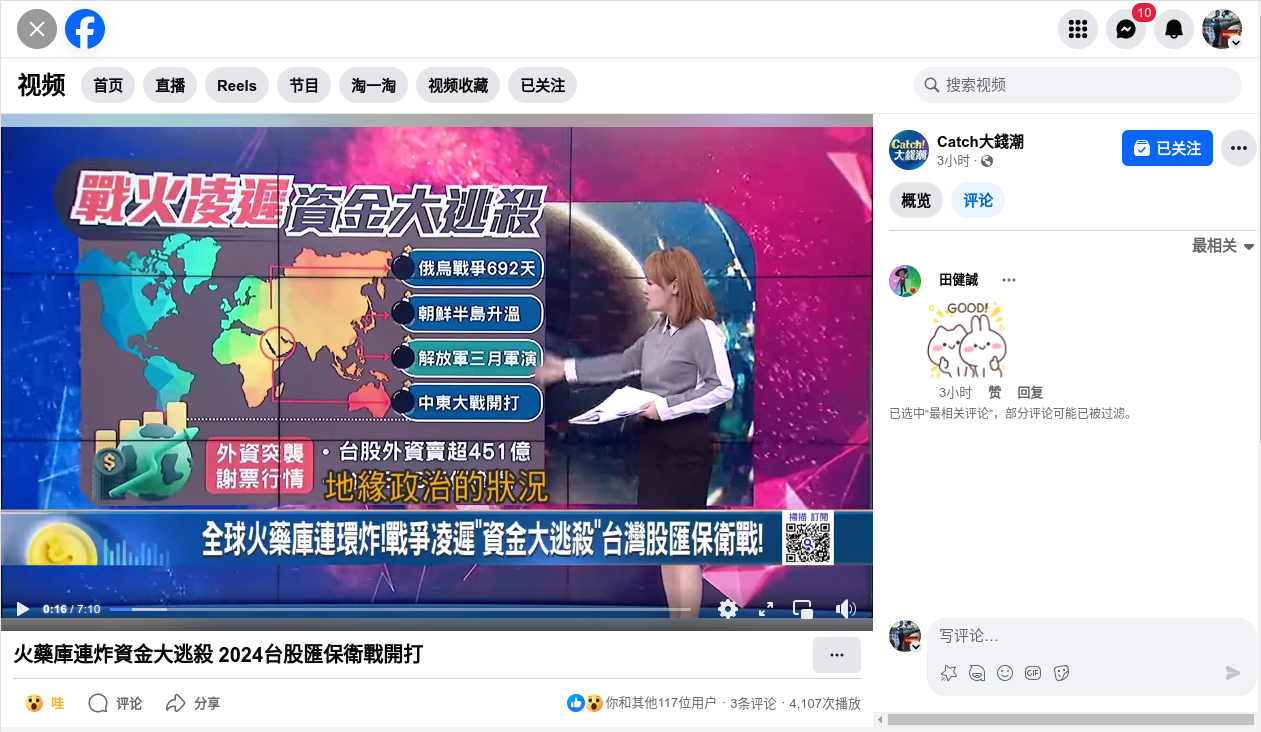 10
视频
首页
直播
Reels
节目
淘一淘
视频收藏
已关注
搜索视频
戰火凌遲資金大逃殺
俄烏戰爭692天
朝鮮半島升溫
解放軍三月軍演
中東大戰開打
外資突襲
謝票行情
・台股外資賣超451億
地緣政治的狀況
掃描 訂閱
全球火藥庫連環炸!戰爭凌遲"資金大逃殺"台灣股匯保衛戰!
0:16 / 7:10
火藥庫連炸資金大逃殺 2024台股匯保衛戰開打
哇
评论
分享
你和其他117位用户 · 3条评论 · 4,107次播放
Catch!
大錢潮
Catch大錢潮
3小时 ·
已关注
概览
评论
最相关
田健誠
GOOD!
3小时
赞
回复
已选中“最相关评论”，部分评论可能已被过滤。
写评论…
GIF